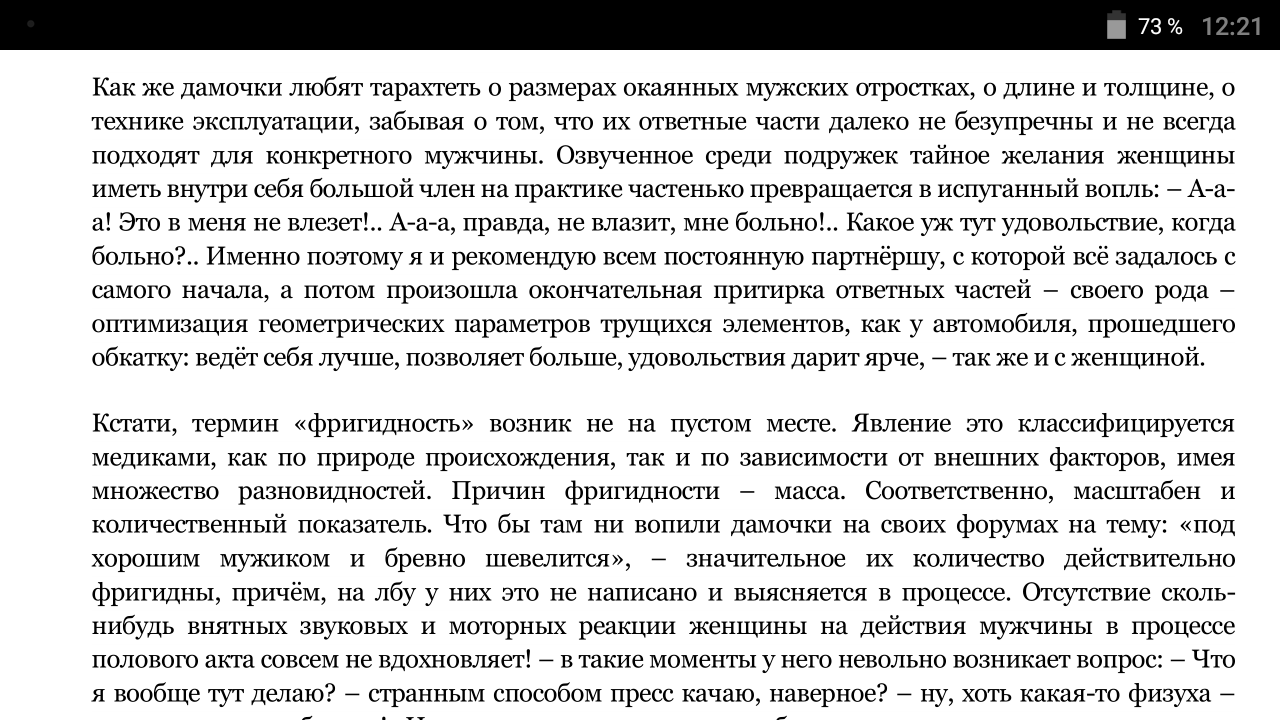 73 % 12:21
Как же дамочки любят тарахтеть о размерах окаянных мужских отростках, о длине и толщине, о
технике эксплуатации, забывая о том, что их ответные части далеко не безупречны и не всегда
подходят для конкретного мужчины. Озвученное среди подружек тайное желания женщины
иметь внутри себя большой член на практике частенько превращается в испуганный вопль: – А-а-
а! Это в меня не влезет!.. А-а-а, правда, не влазит, мне больно!.. Какое уж тут удовольствие, когда
больно?.. Именно поэтому я и рекомендую всем постоянную партнёршу, с которой всё задалось с
самого начала, а потом произошла окончательная притирка ответных частей – своего рода –
оптимизация геометрических параметров трущихся элементов, как у автомобиля, прошедшего
обкатку: ведёт себя лучше, позволяет больше, удовольствия дарит ярче, – так же и с женщиной.
Кстати, термин «фригидность» возник не на пустом месте. Явление это классифицируется
медиками, как по природе происхождения, так и по зависимости от внешних факторов, имея
множество разновидностей. Причин фригидности – масса. Соответственно, масштабен и
количественный показатель. Что бы там ни вопили дамочки на своих форумах на тему: «под
хорошим мужиком и бревно шевелится», – значительное их количество действительно
фригидны, причём, на лбу у них это не написано и выясняется в процессе. Отсутствие сколь-
нибудь внятных звуковых и моторных реакции женщины на действия мужчины в процессе
полового акта совсем не вдохновляет! – в такие моменты у него невольно возникает вопрос: – Что
я вообще тут делаю? – странным способом пресс качаю, наверное? – ну, хоть какая-то физуха –